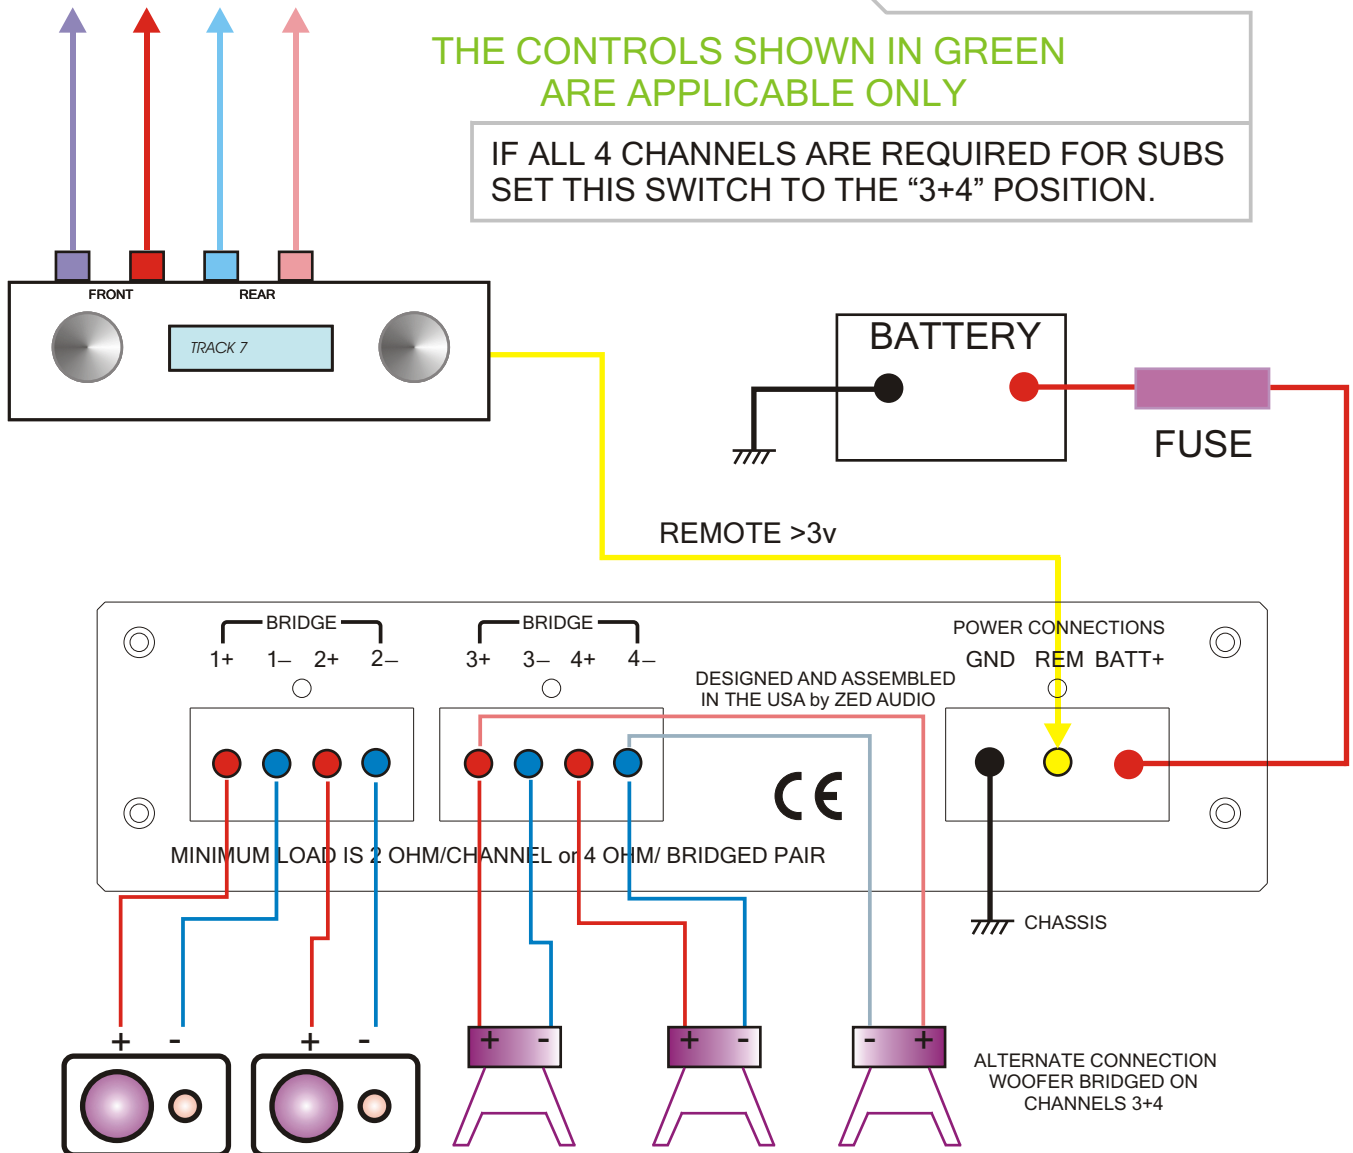 THE CONTROLS SHOWN IN GREEN
ARE APPLICABLE ONLY
IF ALL 4 CHANNELS ARE REQUIRED FOR SUBS
SET THIS SWITCH TO THE “3+4” POSITION.
FRONT REAR
TRACK 7
BATTERY
FUSE
REMOTE >3v
BRIDGE
1+ 1– 2+ 2–
BRIDGE
3+ 3– 4+ 4–
POWER CONNECTIONS
GND REM BATT+
DESIGNED AND ASSEMBLED
IN THE USA by ZED AUDIO
CE
MINIMUM LOAD IS 2 OHM/CHANNEL or 4 OHM/ BRIDGED PAIR
CHASSIS
+ - + - + - + - - +
ALTERNATE CONNECTION
WOOFER BRIDGED ON
CHANNELS 3+4